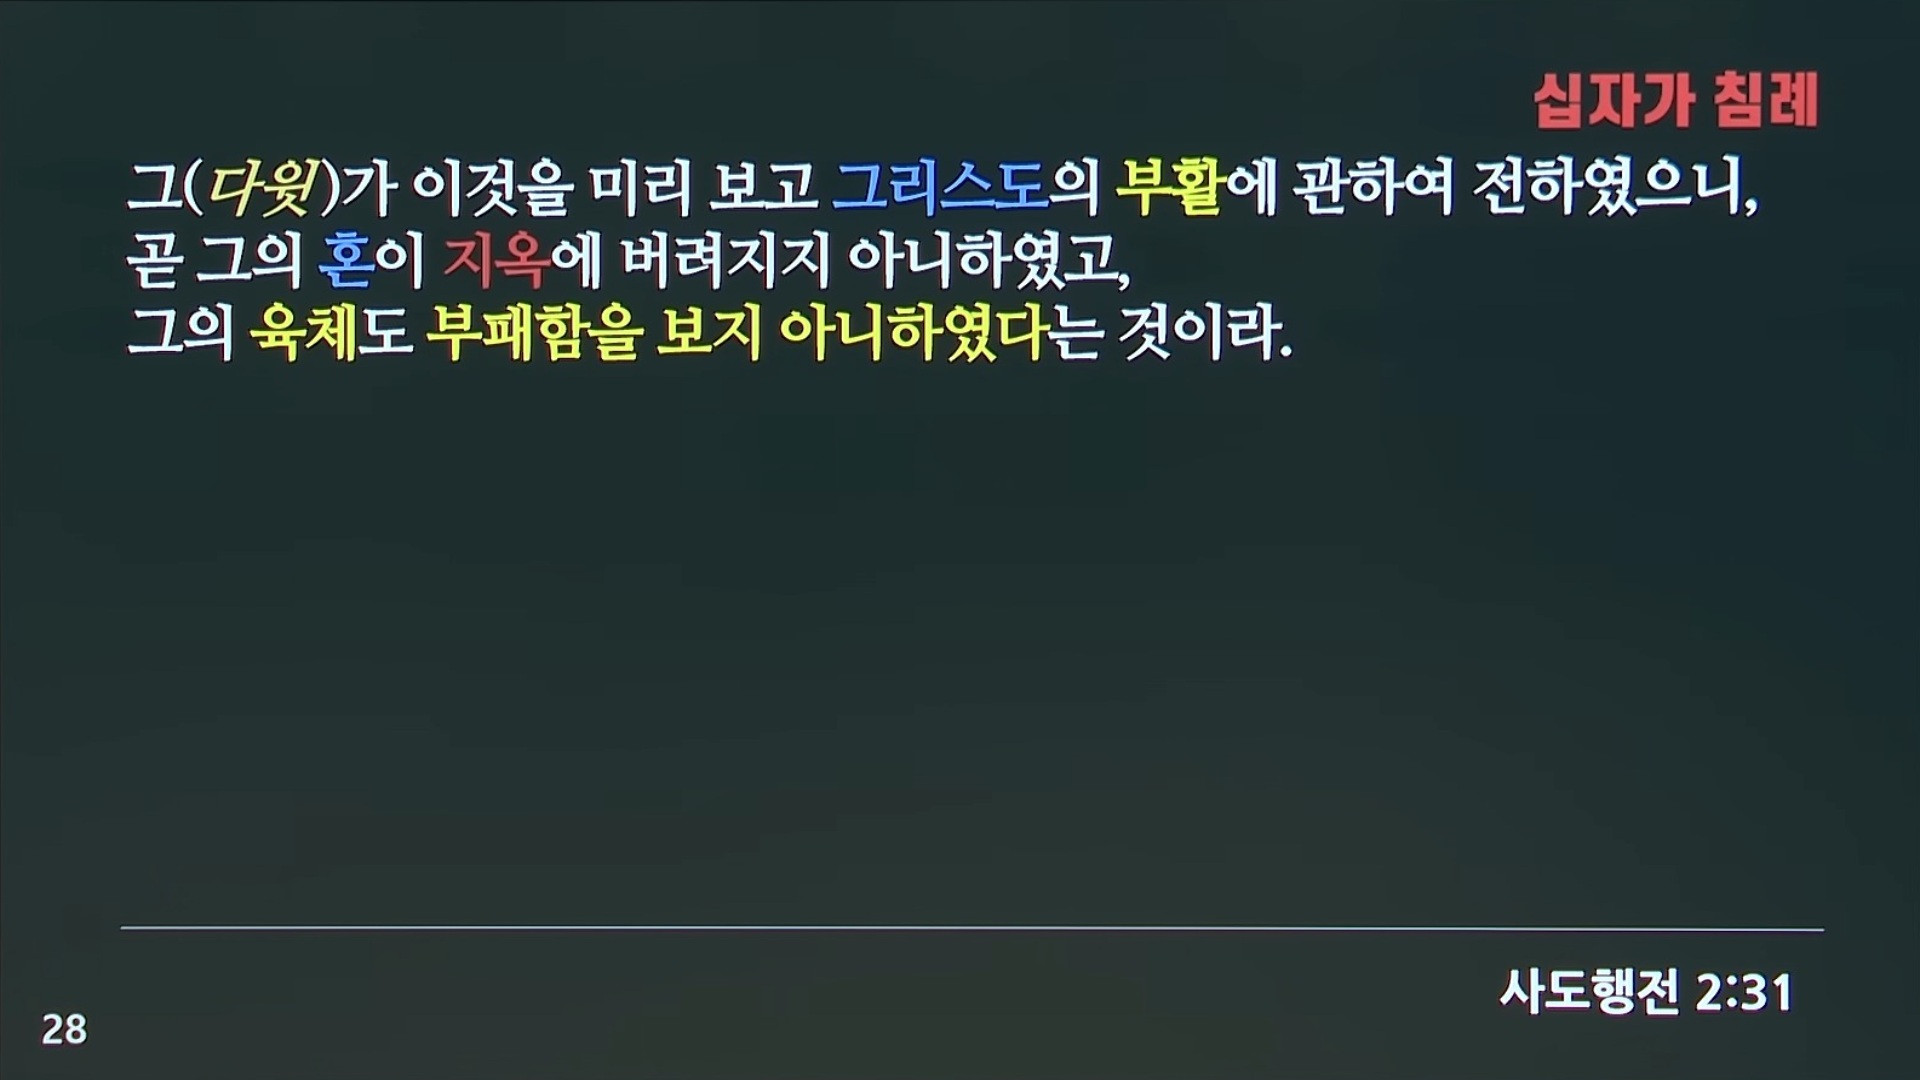 십자가 침례
그(다윗)가 이것을 미리 보고 그리스도의 부활에 관하여 전하였으니,
곧 그의 혼이 지옥에 버려지지 아니하였고,
그의 육체도 부패함을 보지 아니하였다는 것이라.
사도행전 2:31
28